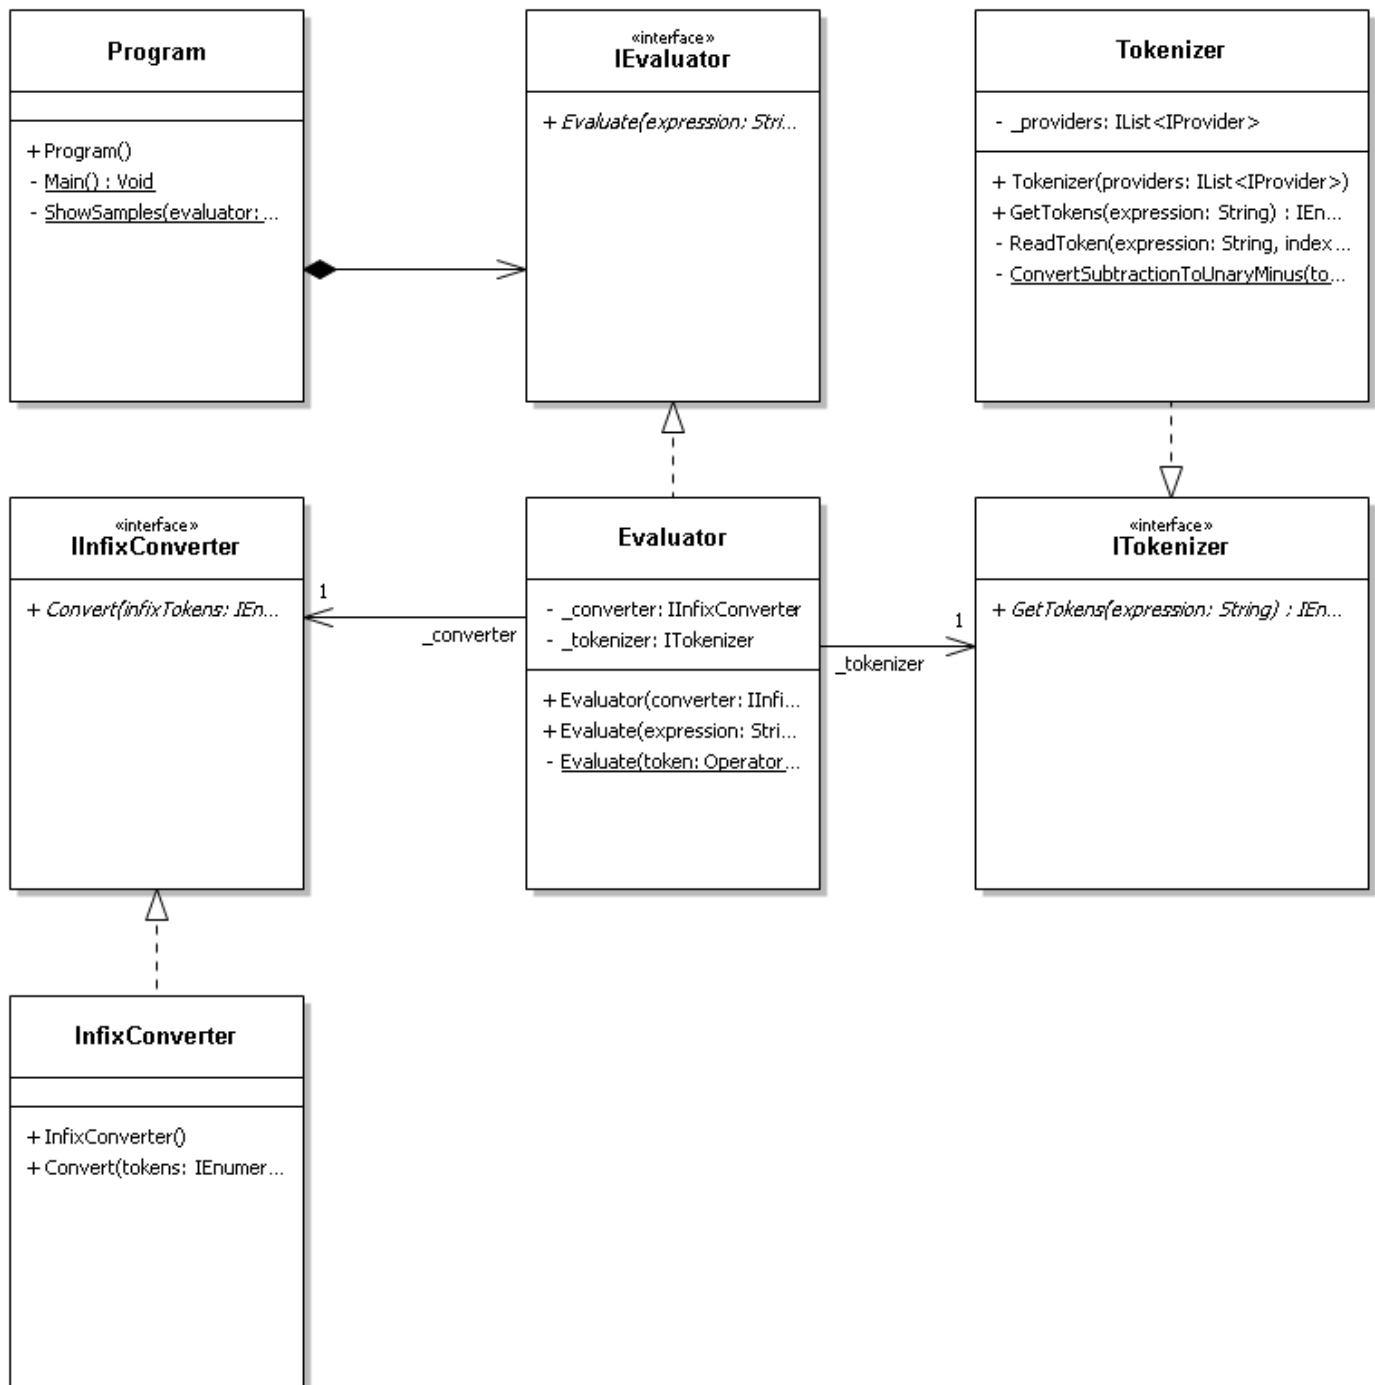 Program
+ Program()
- Main() : Void
- ShowSamples(evaluator: ...
«interface»
IEvaluator
+ Evaluate(expression: Stri...
Tokenizer
- _providers: IList<IProvider>
+ Tokenizer(providers: IList<IProvider>)
+ GetTokens(expression: String) : IEn...
- ReadToken(expression: String, index ...
- ConvertSubtractionToUnaryMinus(to...
«interface»
IInfixConverter
+ Convert(infixTokens: IEn...
1
_converter
Evaluator
- _converter: IInfixConverter
- _tokenizer: ITokenizer
+ Evaluator(converter: IInfi...
+ Evaluate(expression: Stri...
- Evaluate(token: Operator...
1
_tokenizer
«interface»
ITokenizer
+ GetTokens(expression: String) : IEn...
InfixConverter
+ InfixConverter()
+ Convert(tokens: IEnumer...